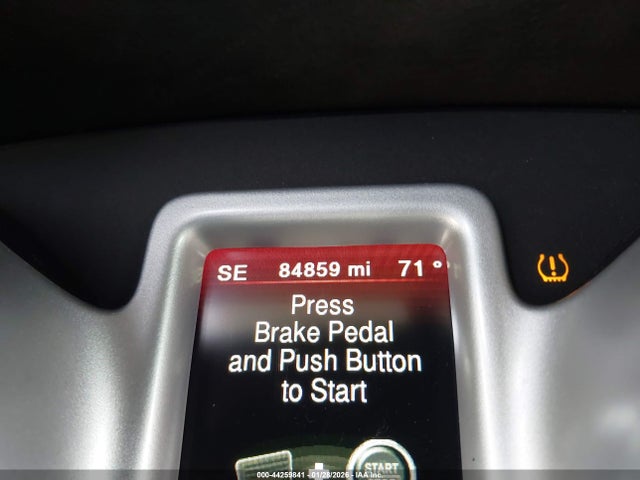 SE 84859 mi 71°
Press
Brake Pedal
and Push Button
to Start
START
000-44259841 \ 01/28/2026 - IAA Inc.